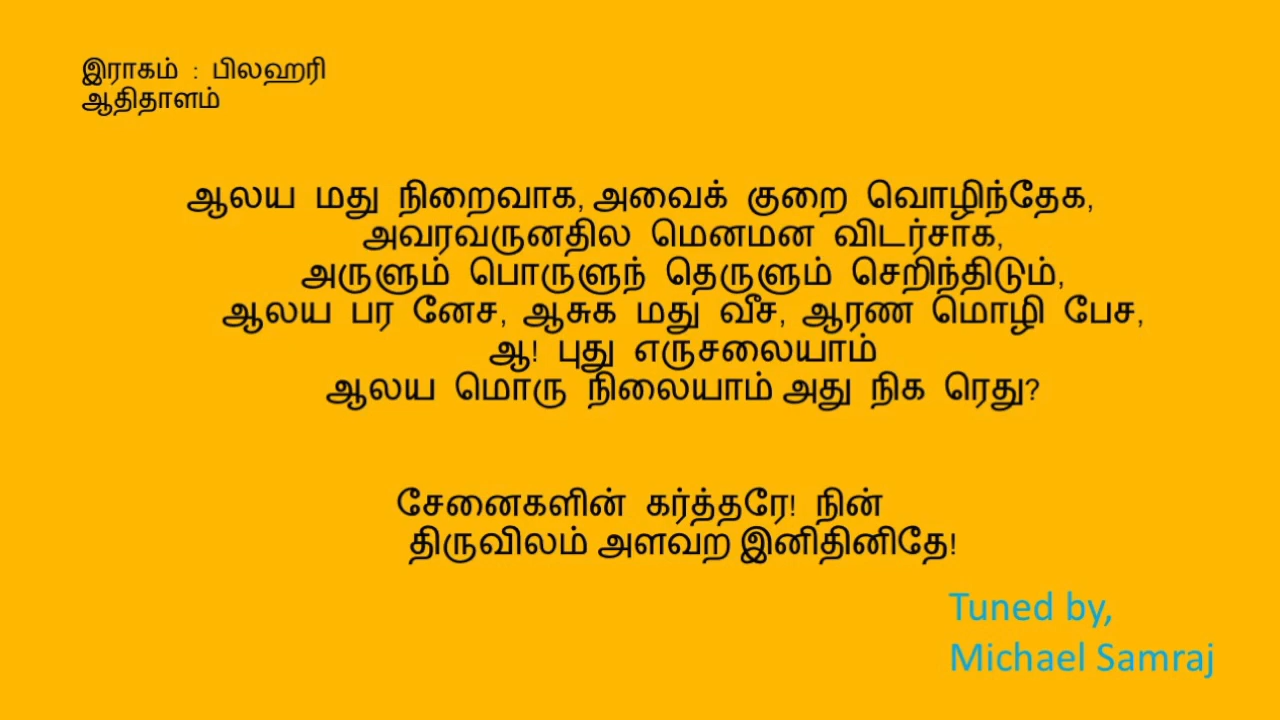 இராகம் : பிலஹரி
ஆதிதாளம்
ஆலய மது நிறைவாக, அவைக் குறை வொழிந்தேக,
அவரவருனதில மெனமன விடர்சாக,
அருளும் பொருளுந் தெருளும் செறிந்திடும்,
ஆலய பர னேச, ஆசுக மது வீச, ஆரண மொழி பேச,
ஆ! புது எருசலையாம்
ஆலய மொரு நிலையாம் அது நிக ரெது?
சேனைகளின் கர்த்தரே! நின்
திருவிலம் அளவற இனிதினிதே!
Tuned by,
Michael Samraj